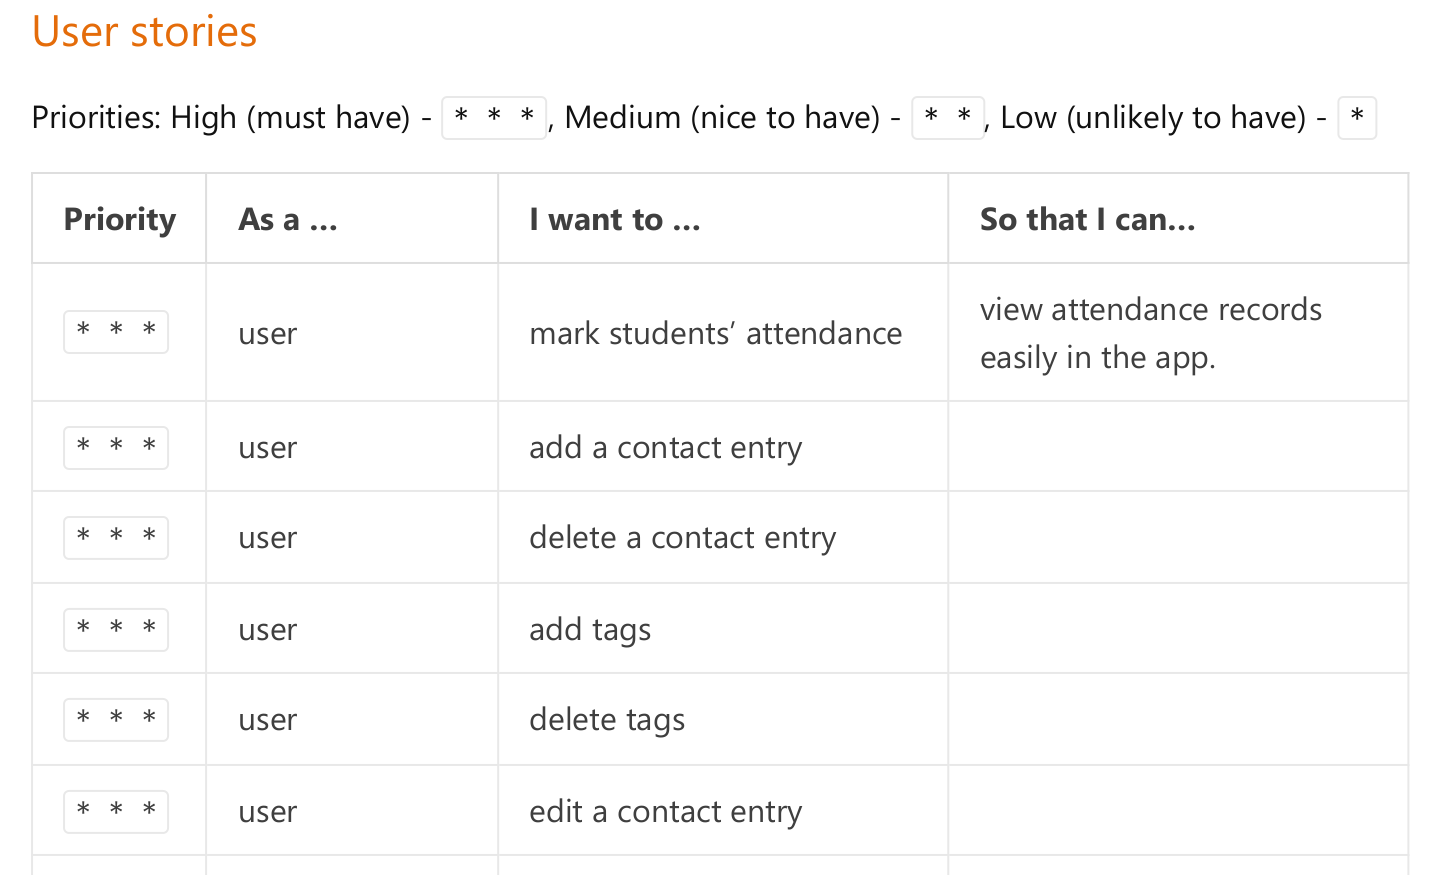 User stories
Priorities: High (must have) - * * *, Medium (nice to have) - * *, Low (unlikely to have) - *
Priority As a … I want to … So that I can…
* * * user mark students’ attendance view attendance records easily in the app.
* * * user add a contact entry
* * * user delete a contact entry
* * * user add tags
* * * user delete tags
* * * user edit a contact entry